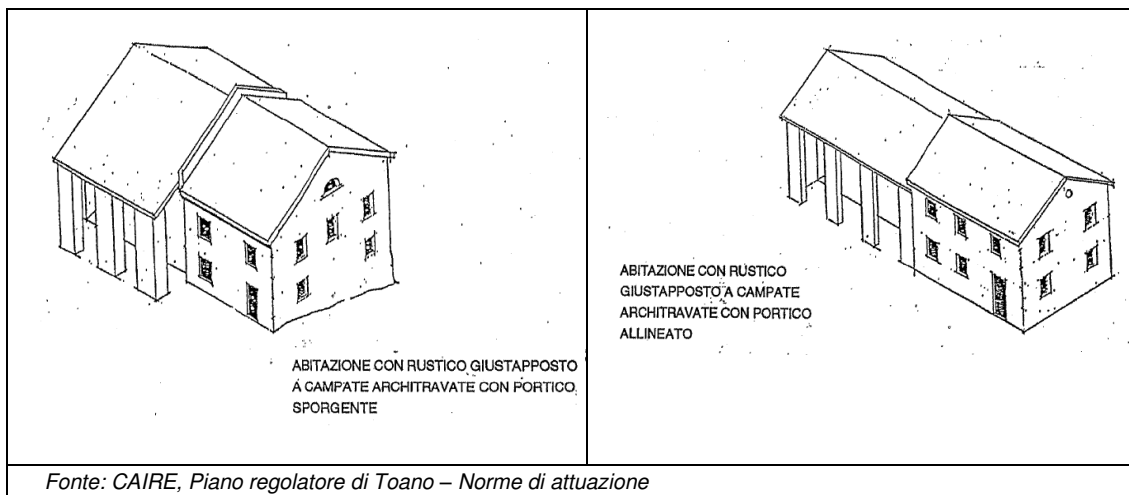 ABITAZIONE CON RUSTICO GIUSTAPPOSTO
A CAMPATE ARCHITRAVATE CON PORTICO
SPORGENTE
ABITAZIONE CON RUSTICO
GIUSTAPPOSTO A CAMPATE
ARCHITRAVATE CON PORTICO
ALLINEATO
Fonte: CAIRE, Piano regolatore di Toano – Norme di attuazione